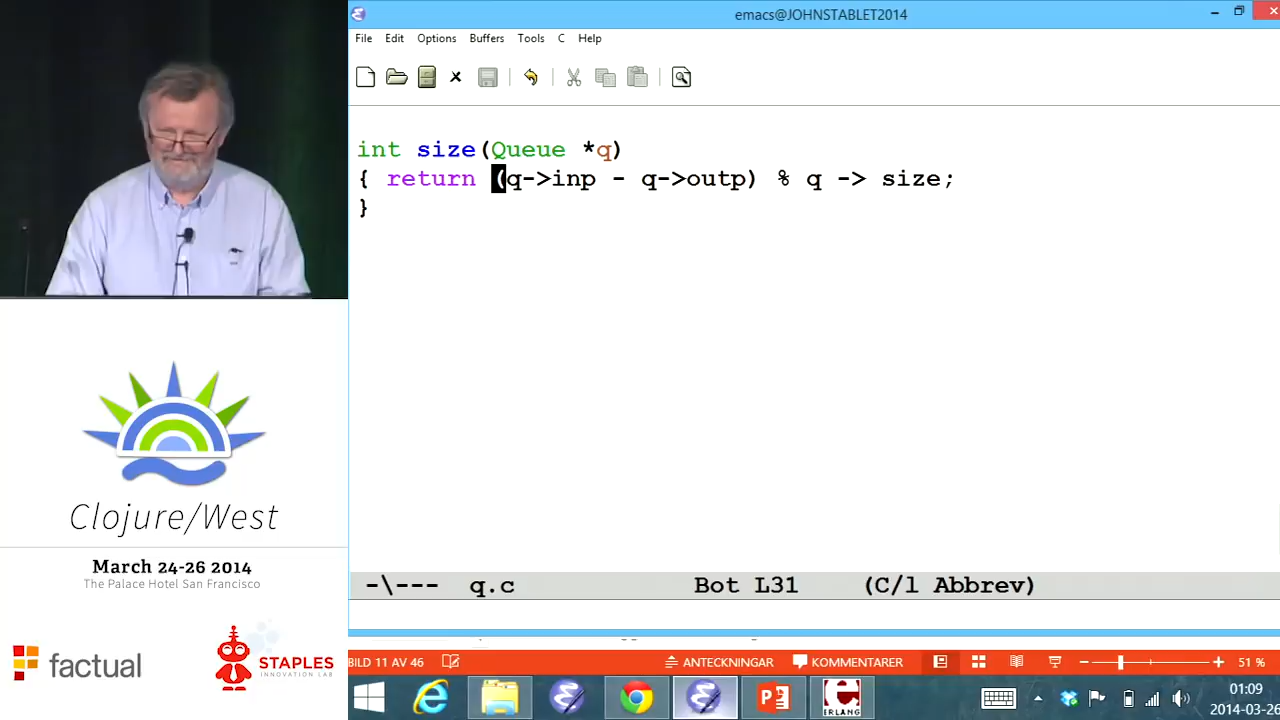 emacs@JOHNSTABLET2014
File Edit Options Buffers Tools C Help
int size(Queue *q)
{ return (q->inp - q->outp) % q -> size;
}
-\--- q.c Bot L31 (C/l Abbrev)
BILD 11 AV 46 ANTECKNINGAR KOMMENTARER 51 %
ERLANG
01:09
2014-03-26
Clojure/West
March 24-26 2014
The Palace Hotel San Francisco
factual
STAPLES
INNOVATION LAB